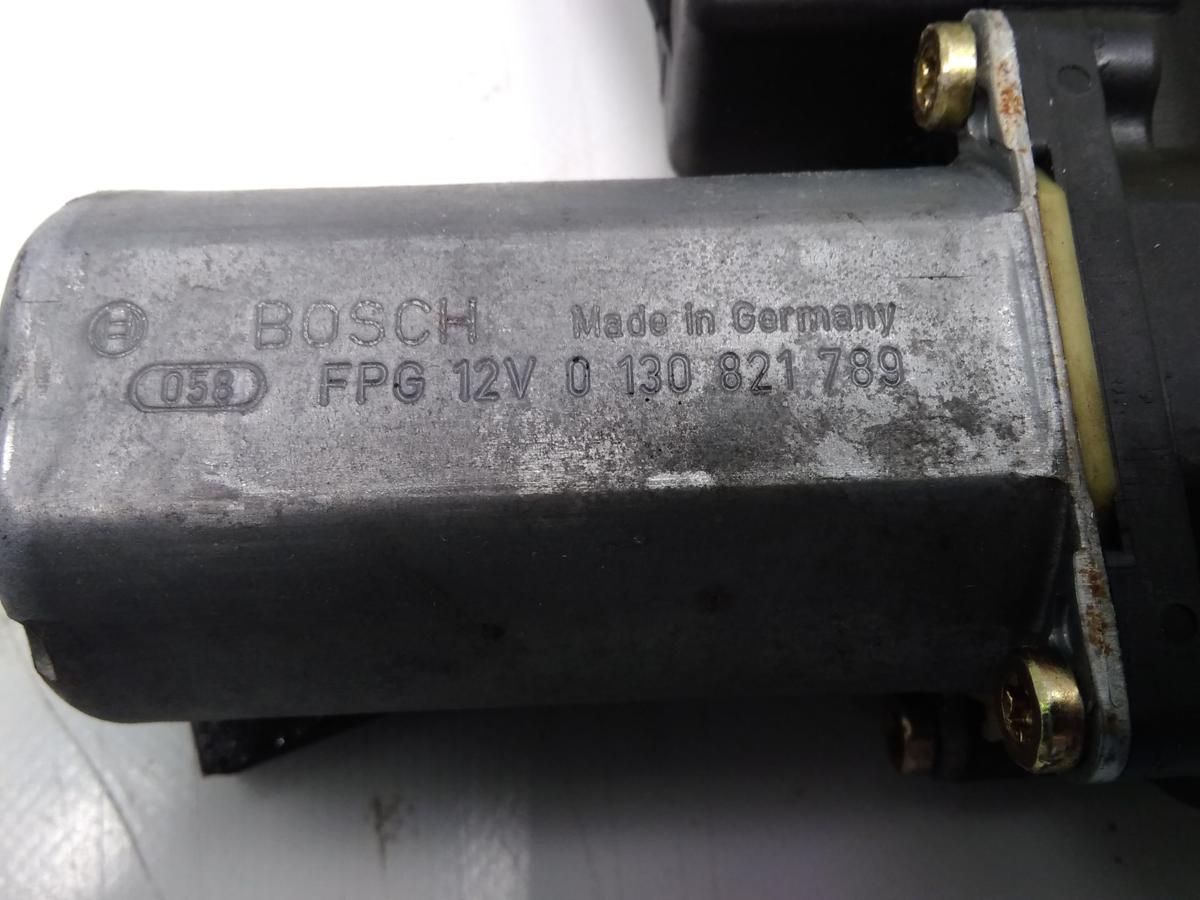 BOSCH Made in Germany
058 FPG 12V 0 130 821 789